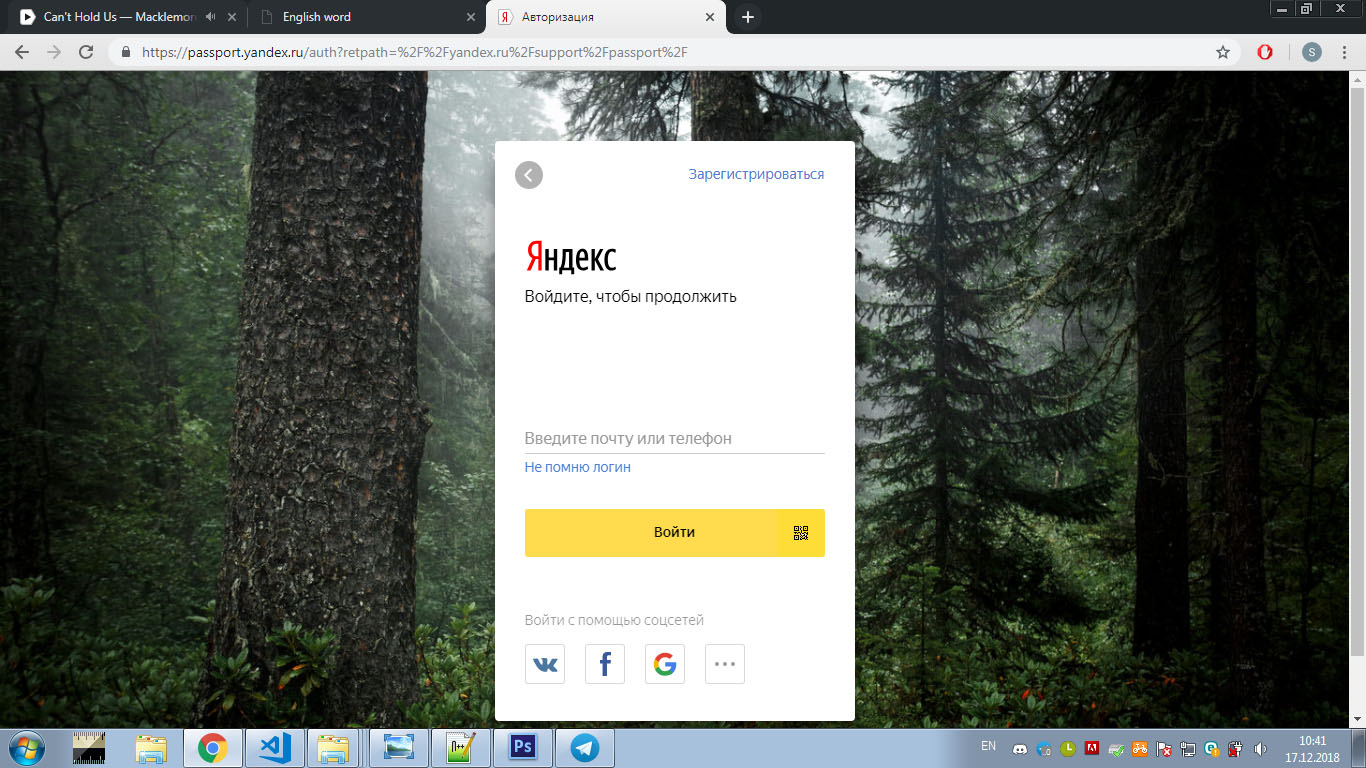 Can't Hold Us — Macklemor
English word
Авторизация
https://passport.yandex.ru/auth?retpath=%2F%2Fyandex.ru%2Fsupport%2Fpassport%2F
S
Зарегистрироваться
Яндекс
Войдите, чтобы продолжить
Введите почту или телефон
Не помню логин
Войти
Войти с помощью соцсетей
Ps
EN
10:41
17.12.2018